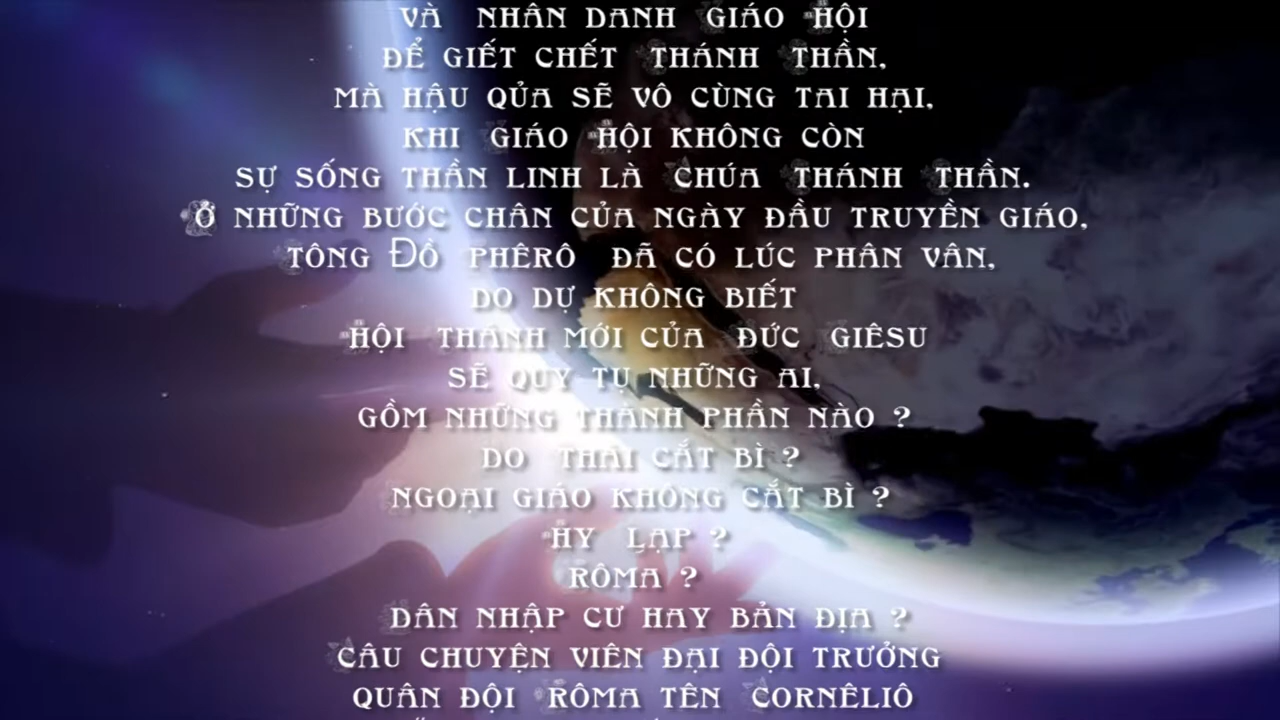 VÀ NHÂN DANH GIÁO HỘI
ĐỂ GIẾT CHẾT THÁNH THẦN,
MÀ HẬU QỦA SẼ VÔ CÙNG TAI HẠI,
KHI GIÁO HỘI KHÔNG CÒN
SỰ SỐNG THẦN LINH LÀ CHÚA THÁNH THẦN.
Ở NHỮNG BƯỚC CHÂN CỦA NGÀY ĐẦU TRUYỀN GIÁO,
TÔNG ĐỒ PHÊRÔ ĐÃ CÓ LÚC PHÂN VÂN,
DO DỰ KHÔNG BIẾT
HỘI THÁNH MỚI CỦA ĐỨC GIÊSU
SẼ QUY TỤ NHỮNG AI,
GỒM NHỮNG THÀNH PHẦN NÀO ?
DO THÁI CẮT BÌ ?
NGOẠI GIÁO KHÔNG CẮT BÌ ?
HY LẠP ?
RÔMA ?
DÂN NHẬP CƯ HAY BẢN ĐỊA ?
CÂU CHUYỆN VIÊN ĐẠI ĐỘI TRƯỞNG
QUÂN ĐỘI RÔMA TÊN CORNÊLIÔ